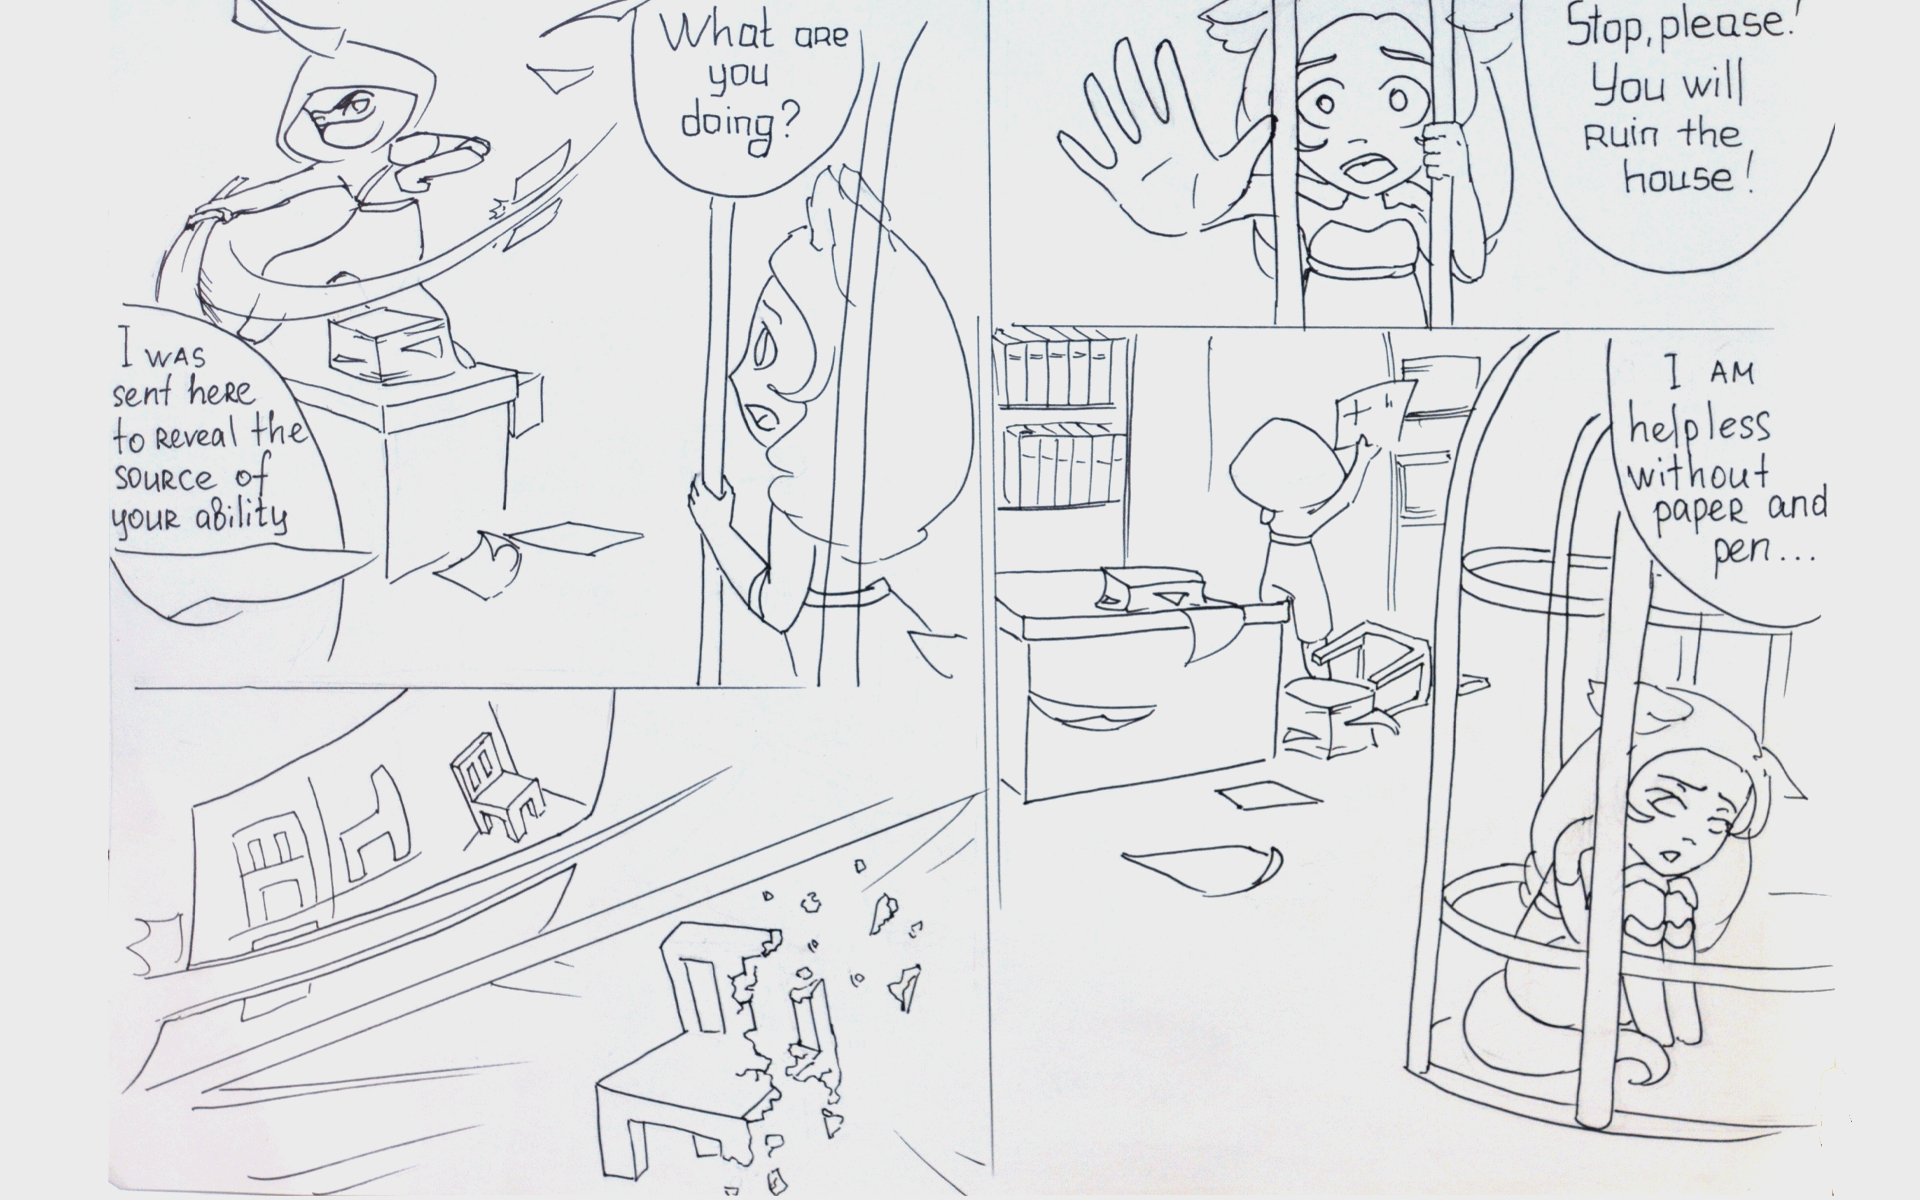 What are
you
doing?
I was
sent here
to reveal the
source of
your ability
Stop, please!
You will
ruin the
house!
I am
helpless
without
paper and
pen...